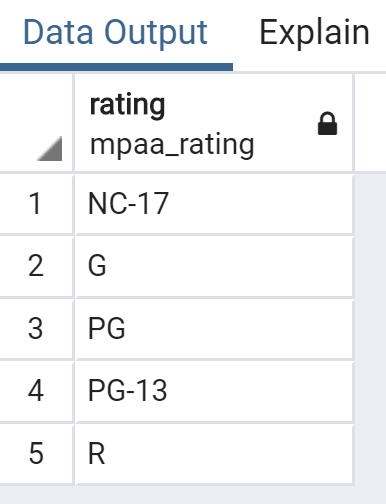 Data Output Explain
rating
mpaa_rating
1 NC-17
2 G
3 PG
4 PG-13
5 R